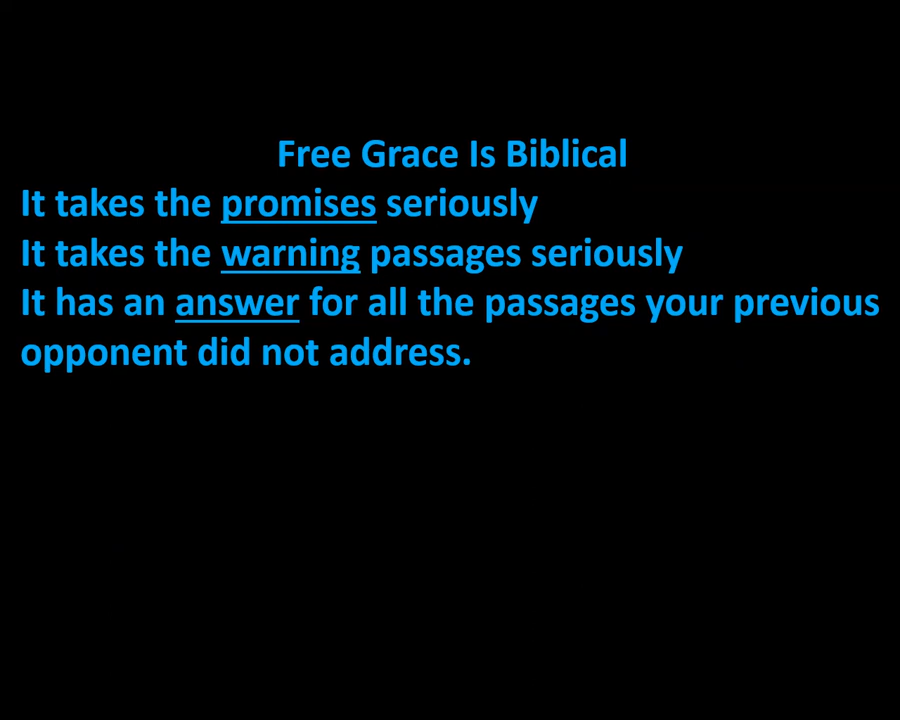 Free Grace Is Biblical
It takes the promises seriously
It takes the warning passages seriously
It has an answer for all the passages your previous
opponent did not address.